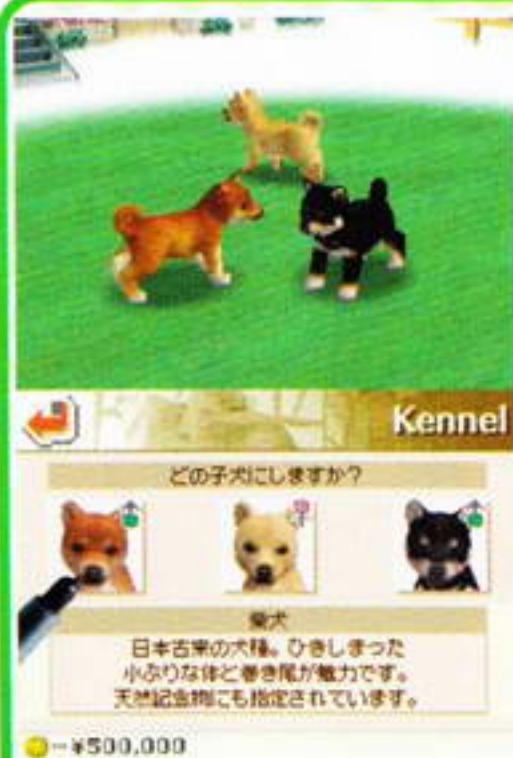 Kennel
どの子犬にしますか?
柴犬
日本古来の犬種。ひきしまった
小ぶりな体と巻き尾が魅力です。
天然記念物にも指定されています。
-¥500,000